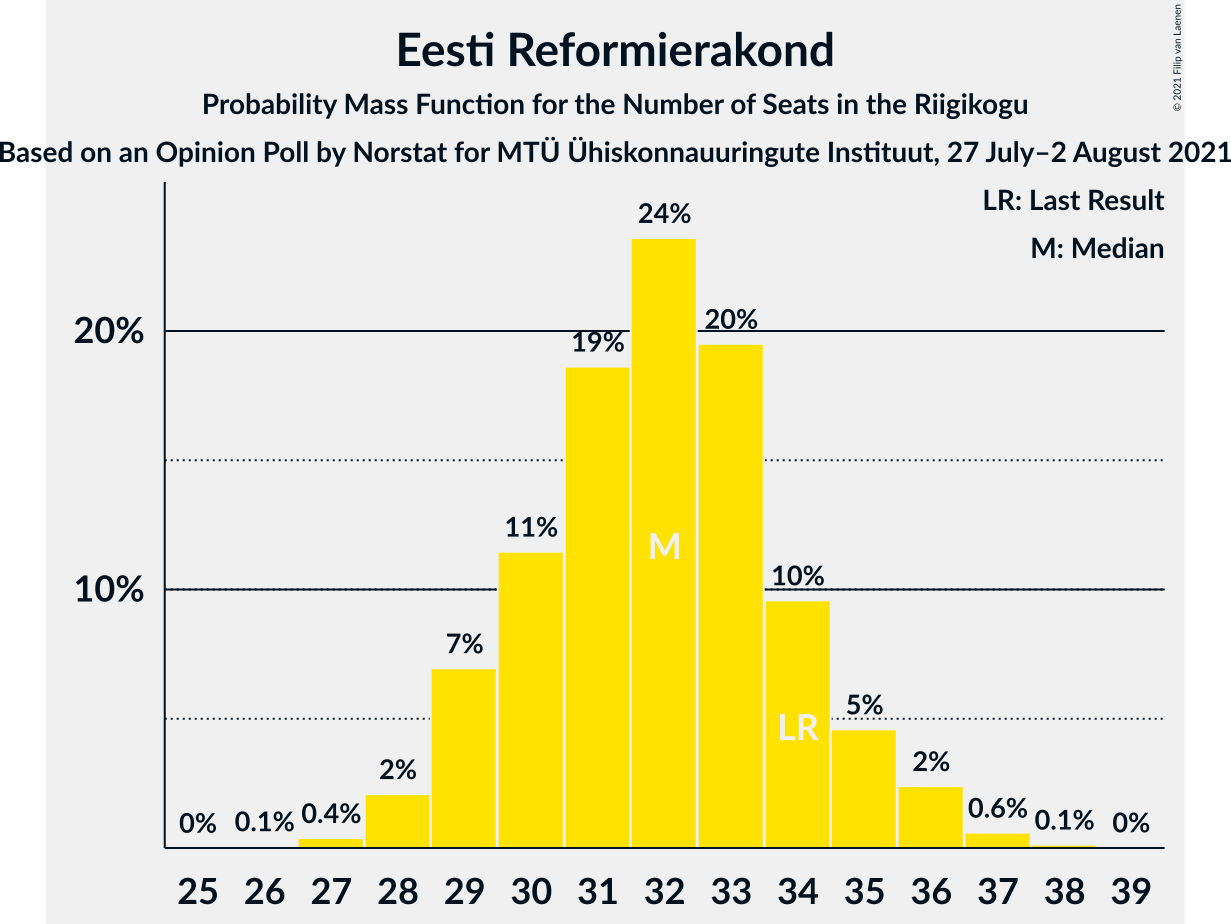 Eesti Reformierakond
Probability Mass Function for the Number of Seats in the Riigikogu
Based on an Opinion Poll by Norstat for MTÜ Ühiskonnauuringute Instituut, 27 July–2 August 2021
© 2021 Filip van Laenen
LR: Last Result
M: Median
20%
10%
0% 0.1% 0.4% 2% 7% 11% 19% 24% 20% 10% 5% 2% 0.6% 0.1% 0%
M
LR
25 26 27 28 29 30 31 32 33 34 35 36 37 38 39